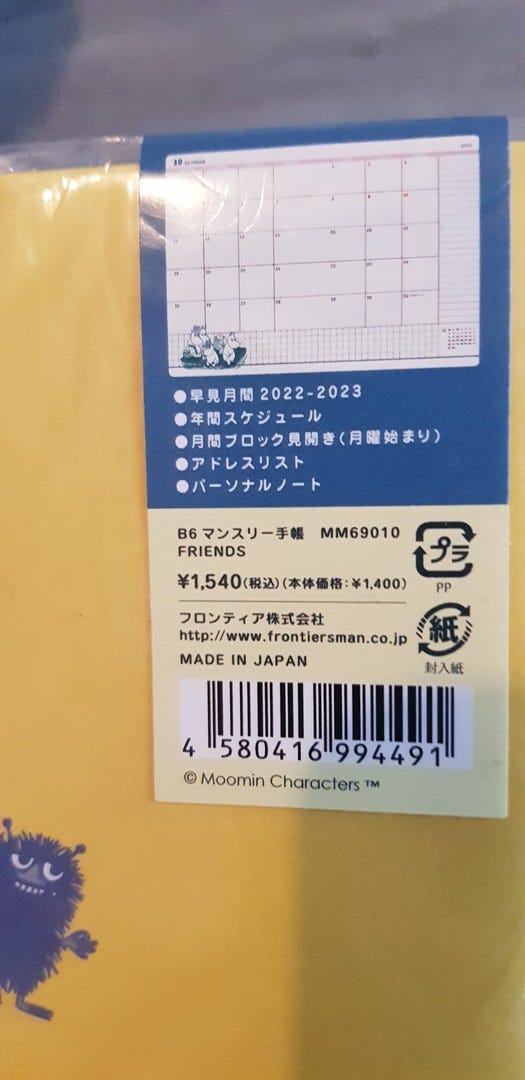 10 OCTOBER
●早見月間 2022-2023
●年間スケジュール
●月間ブロック見開き(月曜始まり)
●アドレスリスト
●パーソナルノート
B6 マンスリー手帳 MM69010
FRIENDS
¥1,540(税込)(本体価格:¥1,400)
プラ
PP
フロンティア株式会社
http://www.frontiersman.co.jp
MADE IN JAPAN
紙
封入紙
4 580416 994491
© Moomin Characters ™